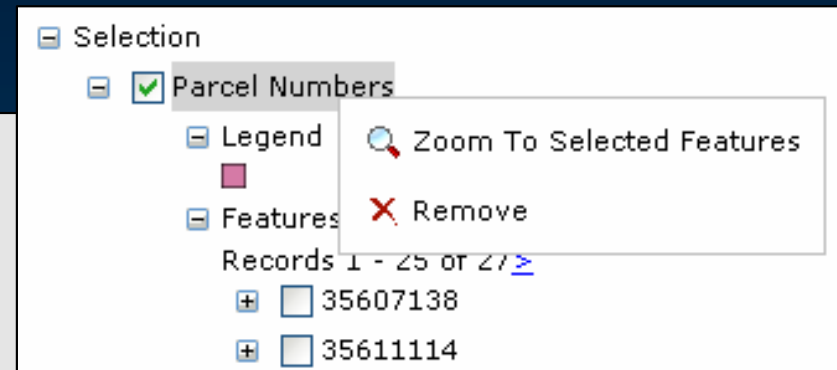 Selection
Parcel Numbers
Legend
Zoom To Selected Features
Remove
Features
Records 1 - 25 of 27>
35607138
35611114